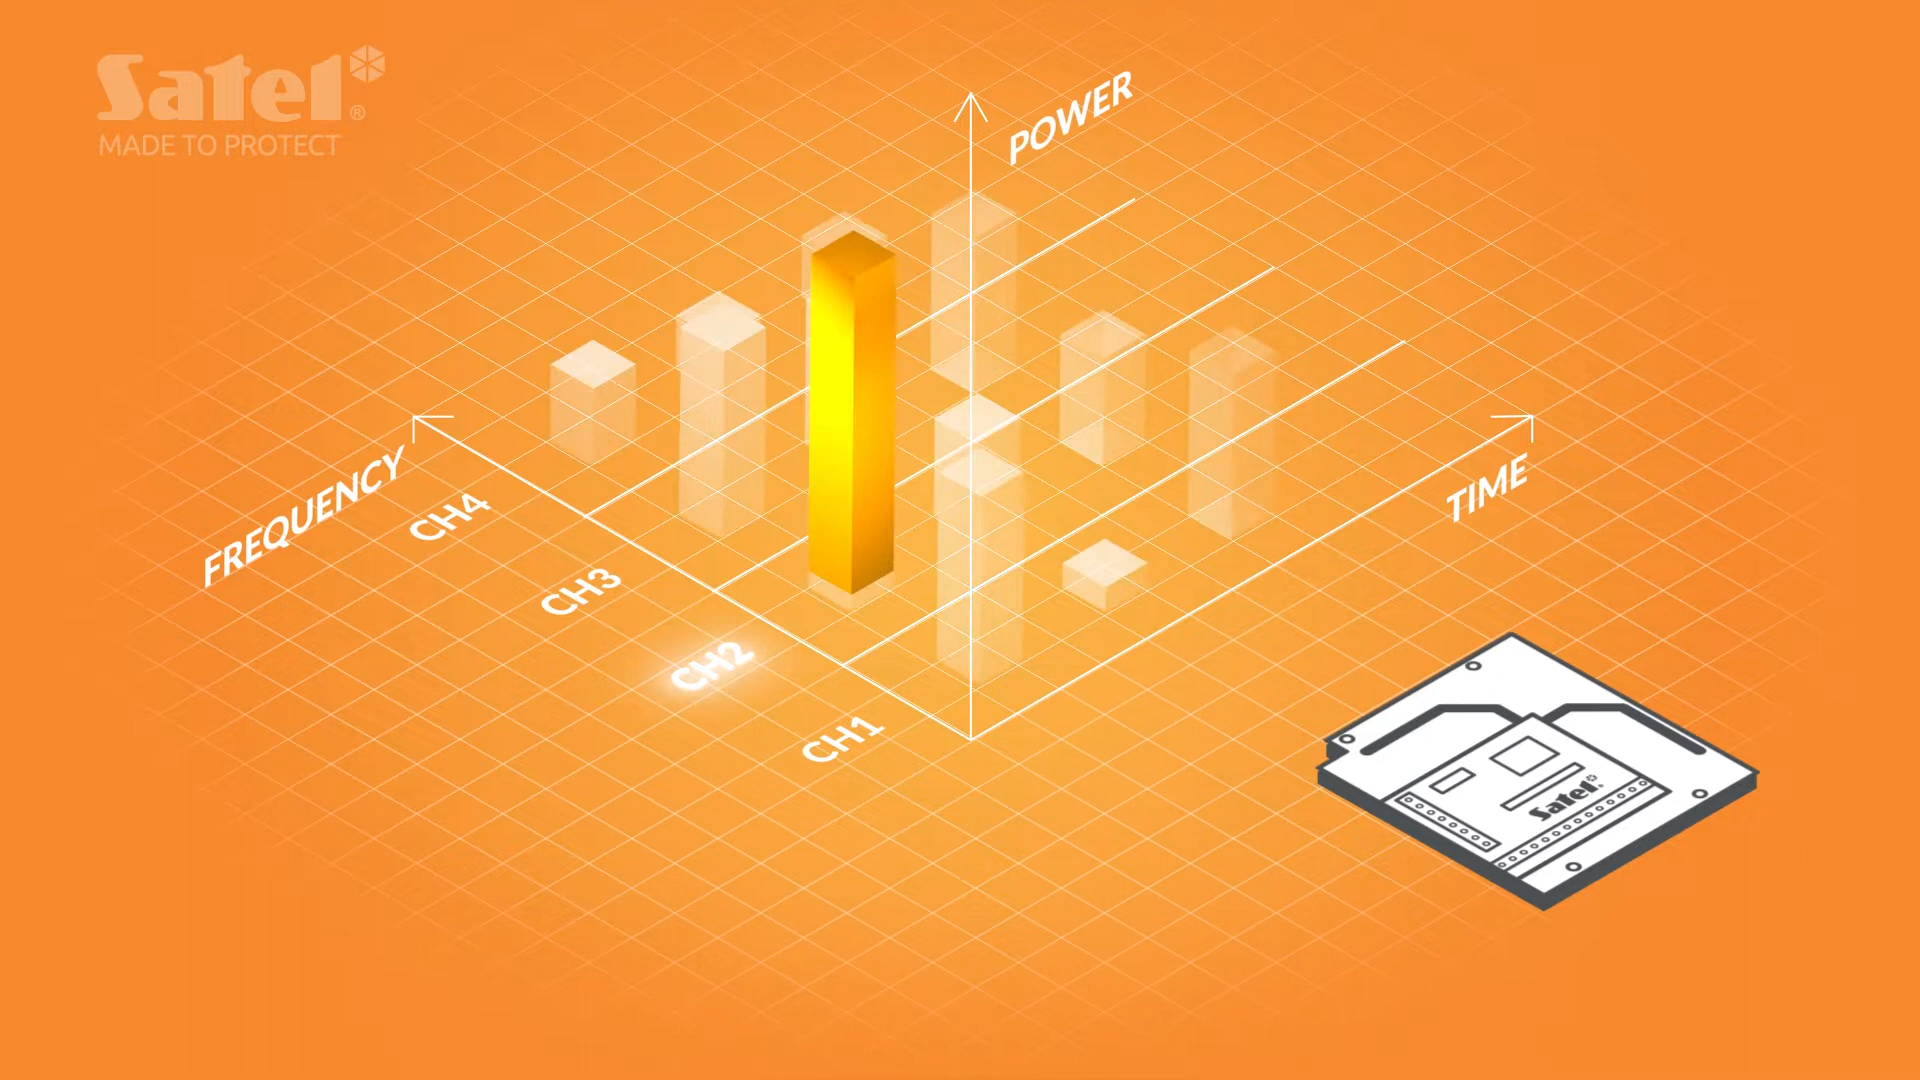 Satel®
MADE TO PROTECT
POWER
FREQUENCY
CH4
CH3
CH2
CH1
TIME
Satel